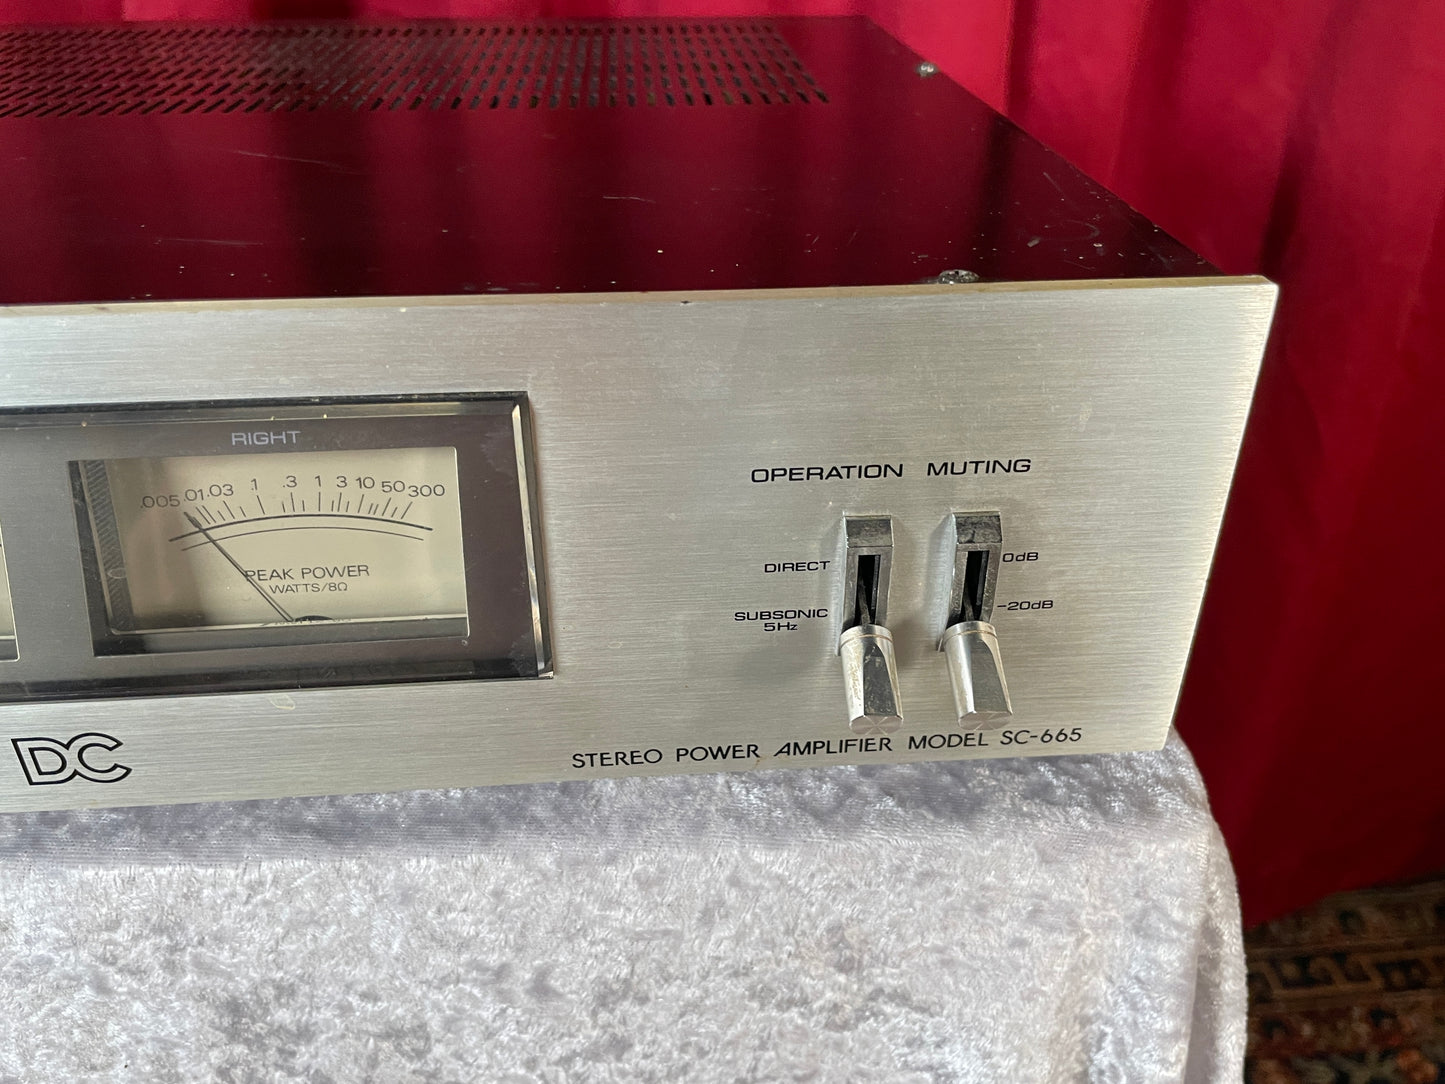 RIGHT
.005 .01 .03 .1 .3 1 3 10 50 300
PEAK POWER
WATTS/8Ω
OPERATION MUTING
DIRECT
0dB
SUBSONIC
5Hz
-20dB
DC
STEREO POWER AMPLIFIER MODEL SC-665